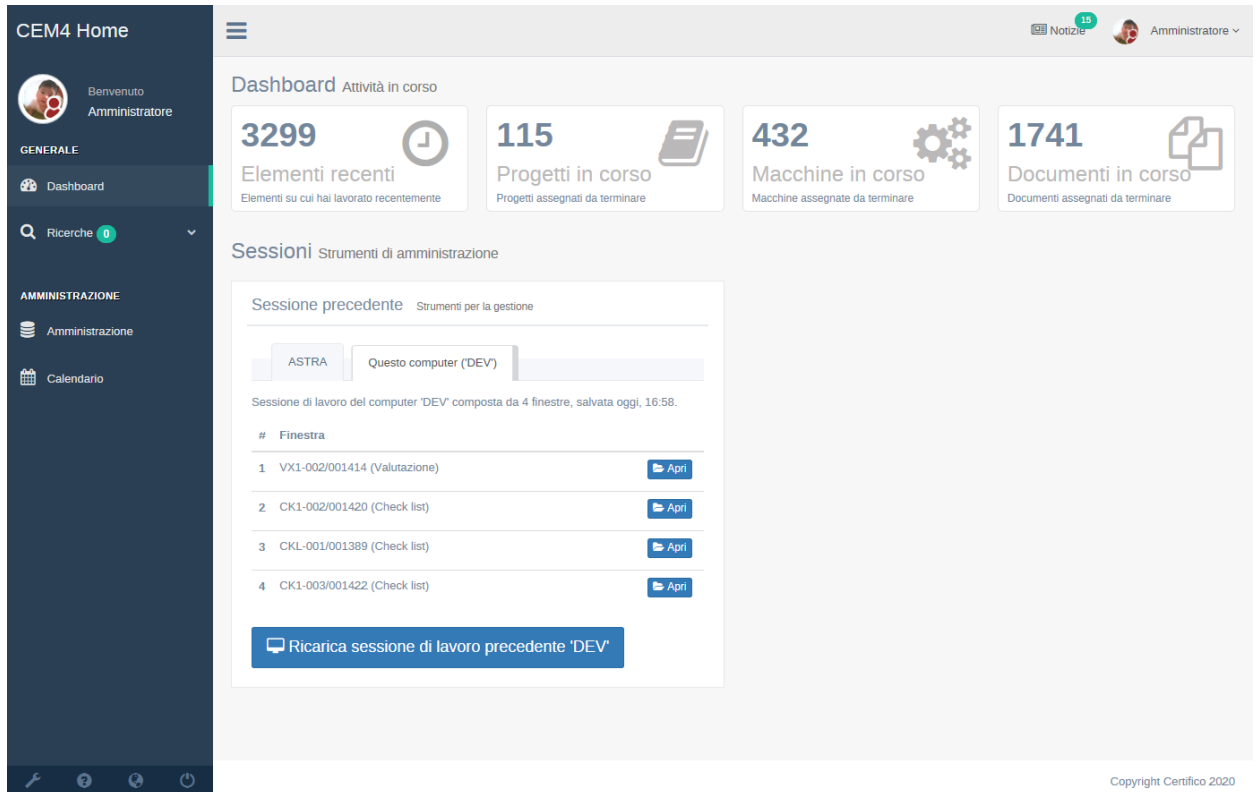 CEM4 Home
15
Notizie
Amministratore
Benvenuto
Amministratore
GENERALE
Dashboard
Ricerche 0
AMMINISTRAZIONE
Amministrazione
Calendario
Dashboard Attività in corso
3299
Elementi recenti
Elementi su cui hai lavorato recentemente
115
Progetti in corso
Progetti assegnati da terminare
432
Macchine in corso
Macchine assegnate da terminare
1741
Documenti in corso
Documenti assegnati da terminare
Sessioni Strumenti di amministrazione
Sessione precedente Strumenti per la gestione
ASTRA Questo computer ('DEV')
Sessione di lavoro del computer 'DEV' composta da 4 finestre, salvata oggi, 16:58.
# Finestra
1 VX1-002/001414 (Valutazione) Apri
2 CK1-002/001420 (Check list) Apri
3 CKL-001/001389 (Check list) Apri
4 CK1-003/001422 (Check list) Apri
Ricarica sessione di lavoro precedente 'DEV'
Copyright Certifico 2020